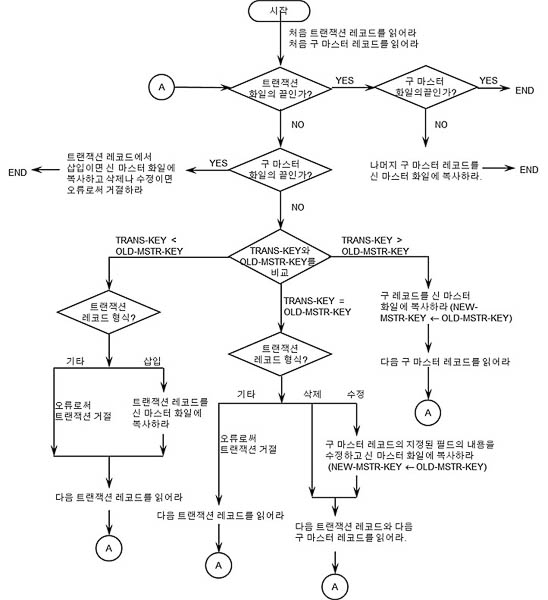 시작
처음 트랜잭션 레코드를 읽어라
처음 구 마스터 레코드를 읽어라
A
트랜잭션
화일의 끝인가?
YES
구 마스터
화일의 끝인가?
YES
END
NO
NO
나머지 구 마스터 레코드를
신 마스터 화일에 복사하라.
END
END
트랜잭션 레코드에서
삽입이면 신 마스터 화일에
복사하고 삭제나 수정이면
오류로써 거절하라
YES
구 마스터
화일의 끝인가?
NO
TRANS-KEY <
OLD-MSTR-KEY
TRANS-KEY와
OLD-MSTR-KEY를
비교
TRANS-KEY >
OLD-MSTR-KEY
트랜잭션
레코드 형식?
TRANS-KEY =
OLD-MSTR-KEY
구 레코드를 신 마스터
화일에 복사하라 (NEW-
MSTR-KEY ← OLD-MSTR-KEY)
트랜잭션
레코드 형식?
다음 구 마스터 레코드를 읽어라
A
기타
삽입
오류로써
트랜잭션 거절
트랜잭션 레코드를
신 마스터 화일에
복사하라
기타
삭제
수정
오류로써
트랜잭션 거절
구 마스터 레코드의 지정된 필드의 내용을
수정하고 신 마스터 화일에 복사하라
(NEW-MSTR-KEY ← OLD-MSTR-KEY)
다음 트랜잭션 레코드를 읽어라
다음 트랜잭션 레코드를 읽어라
다음 트랜잭션 레코드와 다음
구 마스터 레코드를 읽어라.
A
A
A